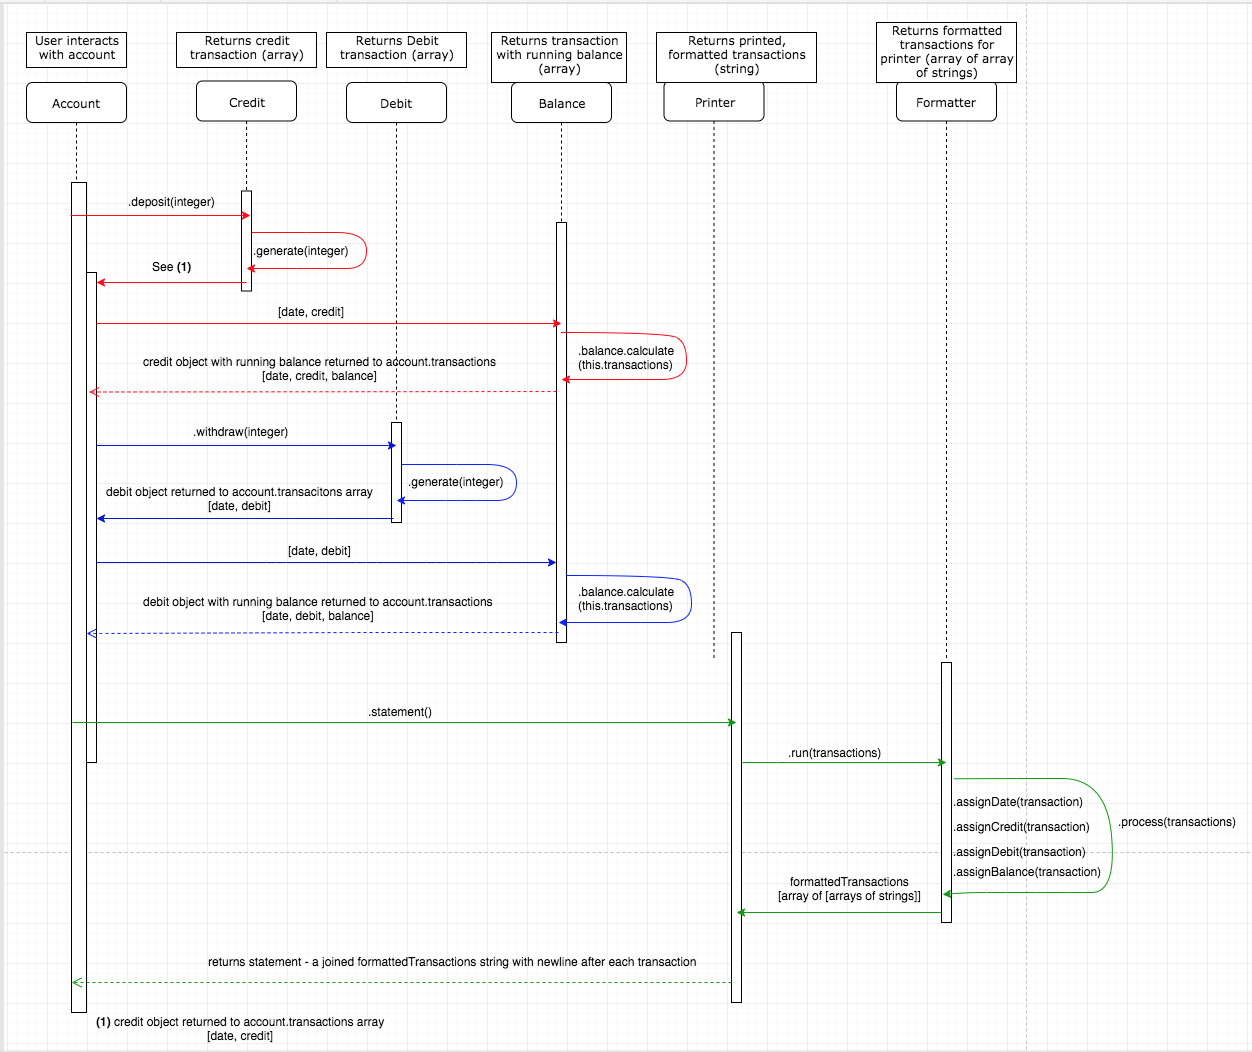 User interacts
with account
Returns credit
transaction (array)
Returns Debit
transaction (array)
Returns transaction
with running balance
(array)
Returns printed,
formatted transactions
(string)
Returns formatted
transactions for
printer (array of array
of strings)
Account
Credit
Debit
Balance
Printer
Formatter
.deposit(integer)
.generate(integer)
See (1)
[date, credit]
.balance.calculate
(this.transactions)
credit object with running balance returned to account.transactions
[date, credit, balance]
.withdraw(integer)
.generate(integer)
debit object returned to account.transacitons array
[date, debit]
[date, debit]
.balance.calculate
(this.transactions)
debit object with running balance returned to account.transactions
[date, debit, balance]
.statement()
.run(transactions)
.assignDate(transaction)
.process(transactions)
.assignCredit(transaction)
.assignDebit(transaction)
.assignBalance(transaction)
formattedTransactions
[array of [arrays of strings]]
returns statement - a joined formattedTransactions string with newline after each transaction
(1) credit object returned to account.transactions array
[date, credit]